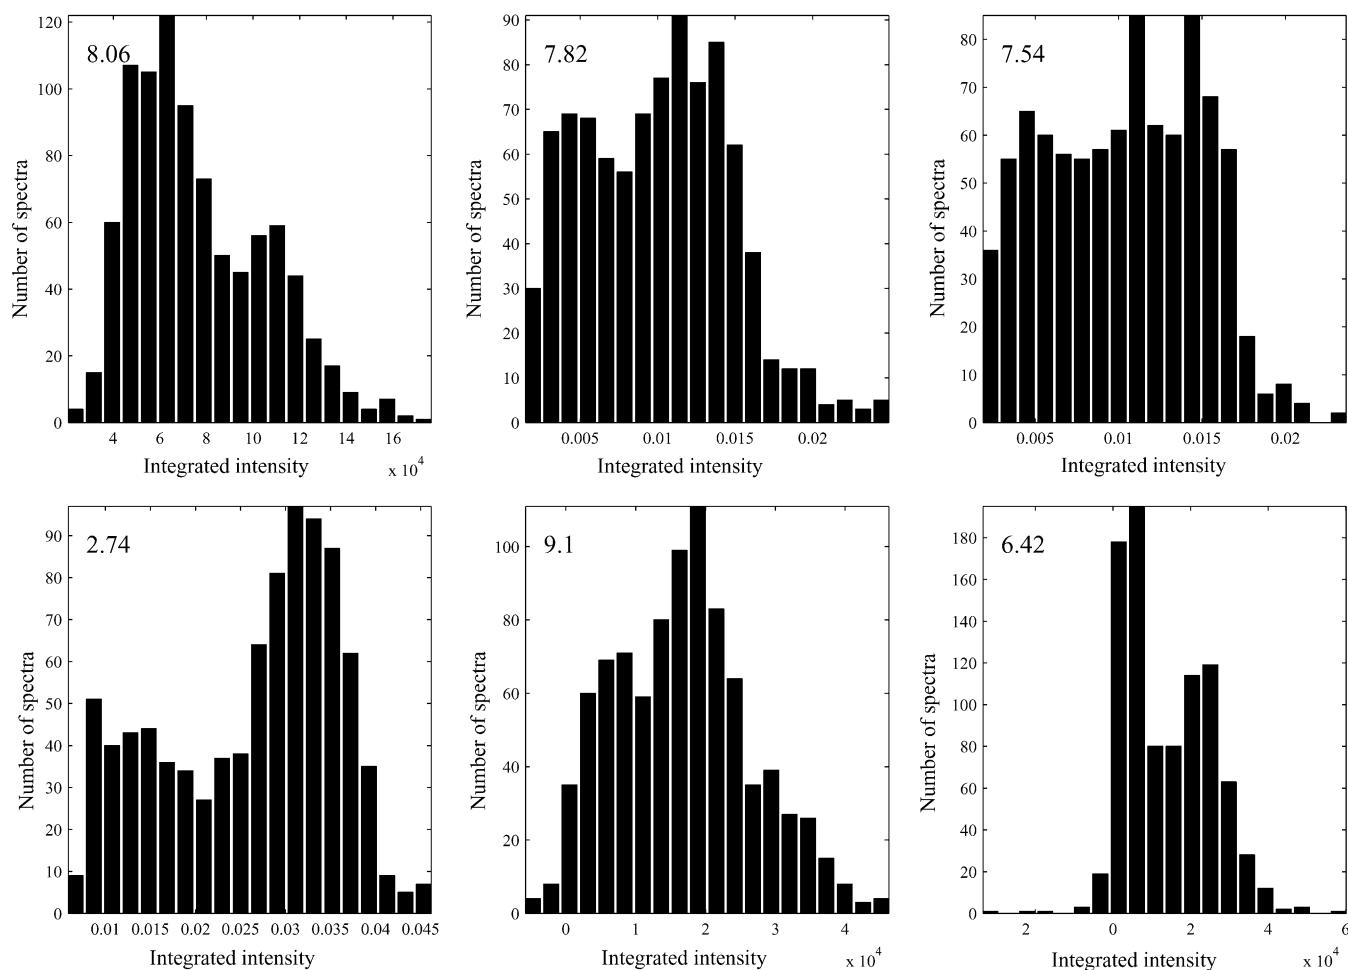 8.06
Number of spectra
120
100
80
60
40
20
0
4 6 8 10 12 14 16
Integrated intensity
x 10^4
7.82
Number of spectra
90
80
70
60
50
40
30
20
10
0
0.005 0.01 0.015 0.02
Integrated intensity
7.54
Number of spectra
80
70
60
50
40
30
20
10
0
0.005 0.01 0.015 0.02
Integrated intensity
2.74
Number of spectra
90
80
70
60
50
40
30
20
10
0
0.01 0.015 0.02 0.025 0.03 0.035 0.04 0.045
Integrated intensity
9.1
Number of spectra
100
80
60
40
20
0
0 1 2 3 4
Integrated intensity
x 10^4
6.42
Number of spectra
180
160
140
120
100
80
60
40
20
0
2 0 2 4 6
Integrated intensity
x 10^4